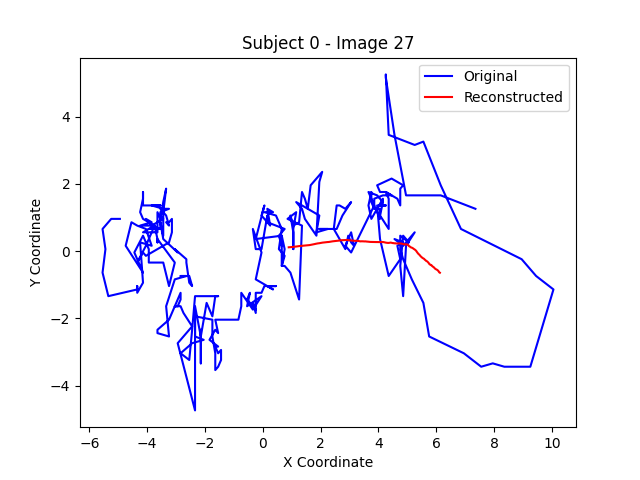 Subject 0 - Image 27
Original
Reconstructed
4
2
0
−2
−4
Y Coordinate
−6 −4 −2 0 2 4 6 8 10
X Coordinate